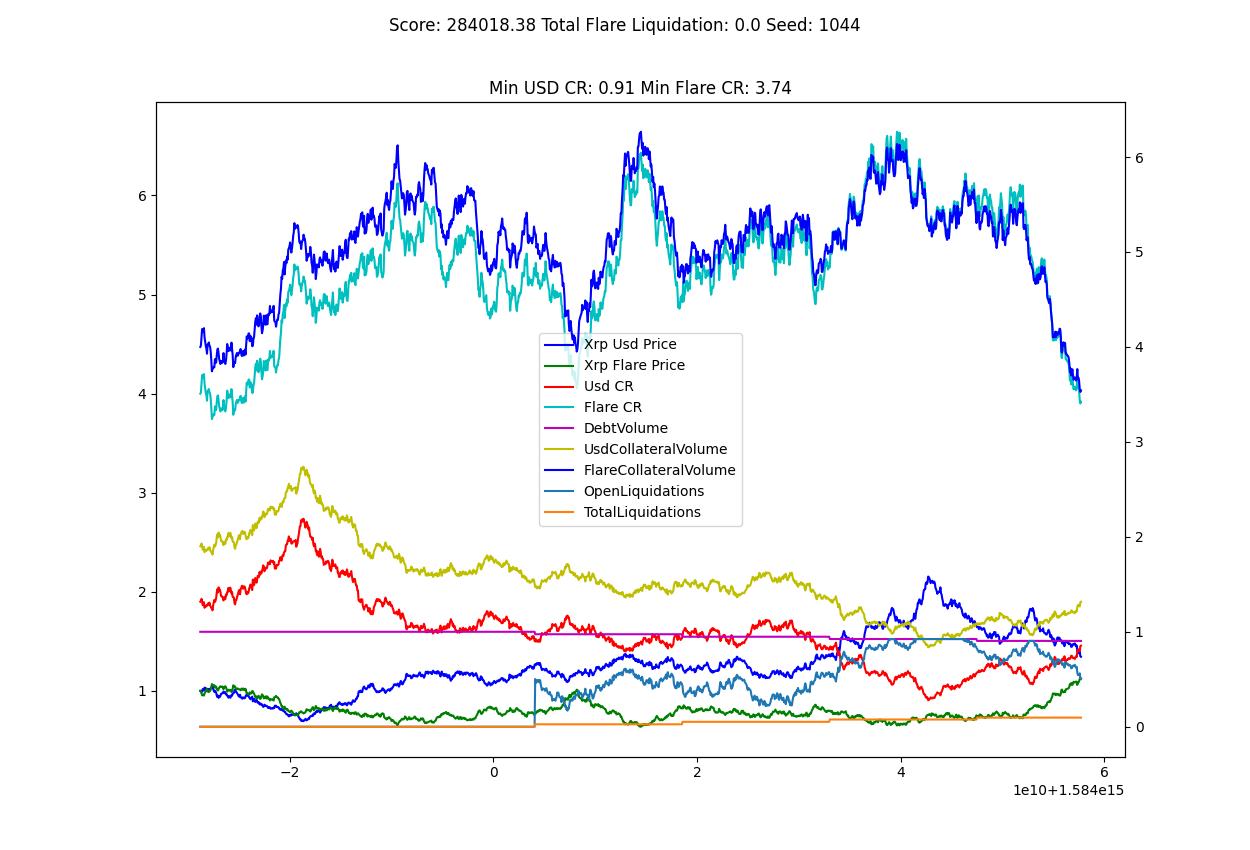 Score: 284018.38 Total Flare Liquidation: 0.0 Seed: 1044
Min USD CR: 0.91 Min Flare CR: 3.74
6
5
4
3
2
1
6
5
4
3
2
1
0
Xrp Usd Price
Xrp Flare Price
Usd CR
Flare CR
DebtVolume
UsdCollateralVolume
FlareCollateralVolume
OpenLiquidations
TotalLiquidations
−2 0 2 4 6
1e10+1.584e15